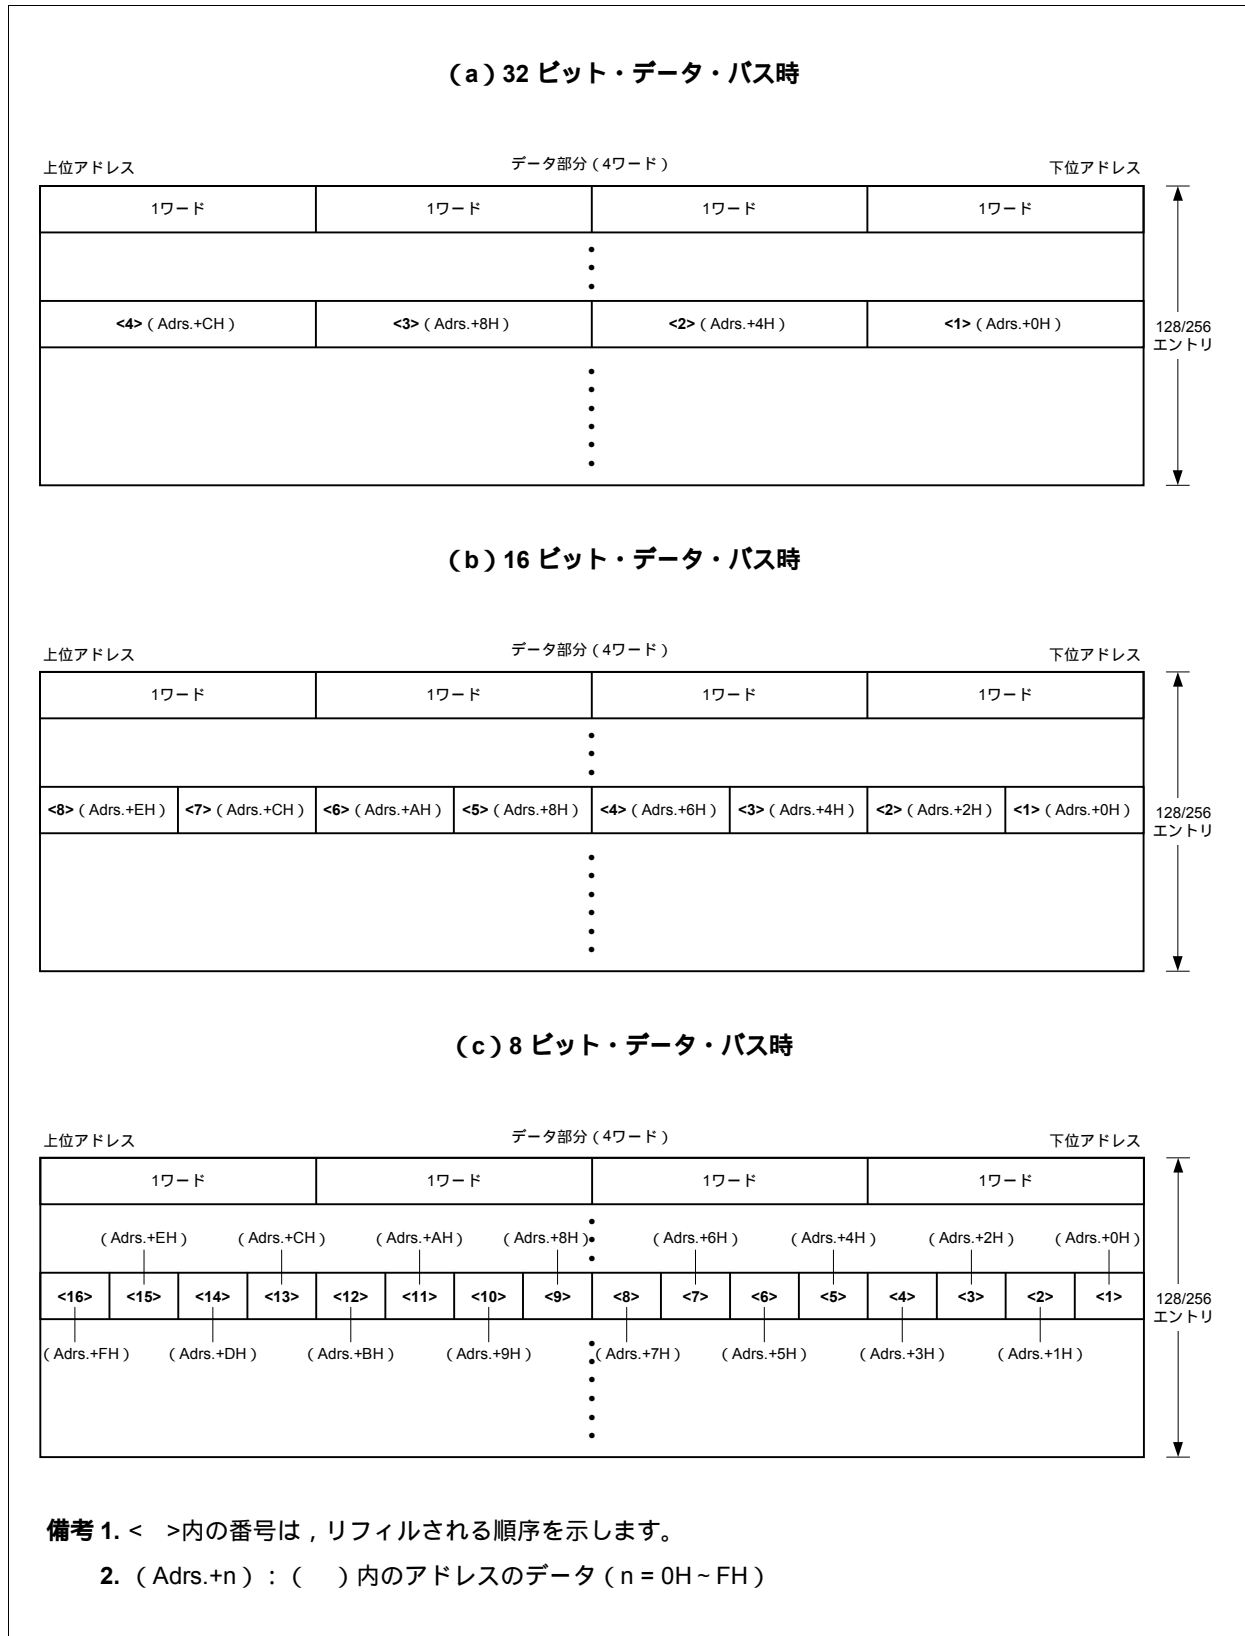 （a）32 ビット・データ・バス時
上位アドレス データ部分（4ワード） 下位アドレス
1ワード 1ワード 1ワード 1ワード
<4>（Adrs.+CH） <3>（Adrs.+8H） <2>（Adrs.+4H） <1>（Adrs.+0H）
128/256
エントリ
（b）16 ビット・データ・バス時
上位アドレス データ部分（4ワード） 下位アドレス
1ワード 1ワード 1ワード 1ワード
<8>（Adrs.+EH） <7>（Adrs.+CH） <6>（Adrs.+AH） <5>（Adrs.+8H） <4>（Adrs.+6H） <3>（Adrs.+4H） <2>（Adrs.+2H） <1>（Adrs.+0H）
128/256
エントリ
（c）8 ビット・データ・バス時
上位アドレス データ部分（4ワード） 下位アドレス
1ワード 1ワード 1ワード 1ワード
（Adrs.+EH） （Adrs.+CH） （Adrs.+AH） （Adrs.+8H） （Adrs.+6H） （Adrs.+4H） （Adrs.+2H） （Adrs.+0H）
<16> <15> <14> <13> <12> <11> <10> <9> <8> <7> <6> <5> <4> <3> <2> <1>
128/256
エントリ
（Adrs.+FH） （Adrs.+DH） （Adrs.+BH） （Adrs.+9H） （Adrs.+7H） （Adrs.+5H） （Adrs.+3H） （Adrs.+1H）
備考 1. <　>内の番号は，リフィルされる順序を示します。
2. （Adrs.+n）：（　）内のアドレスのデータ（n = 0H～FH）